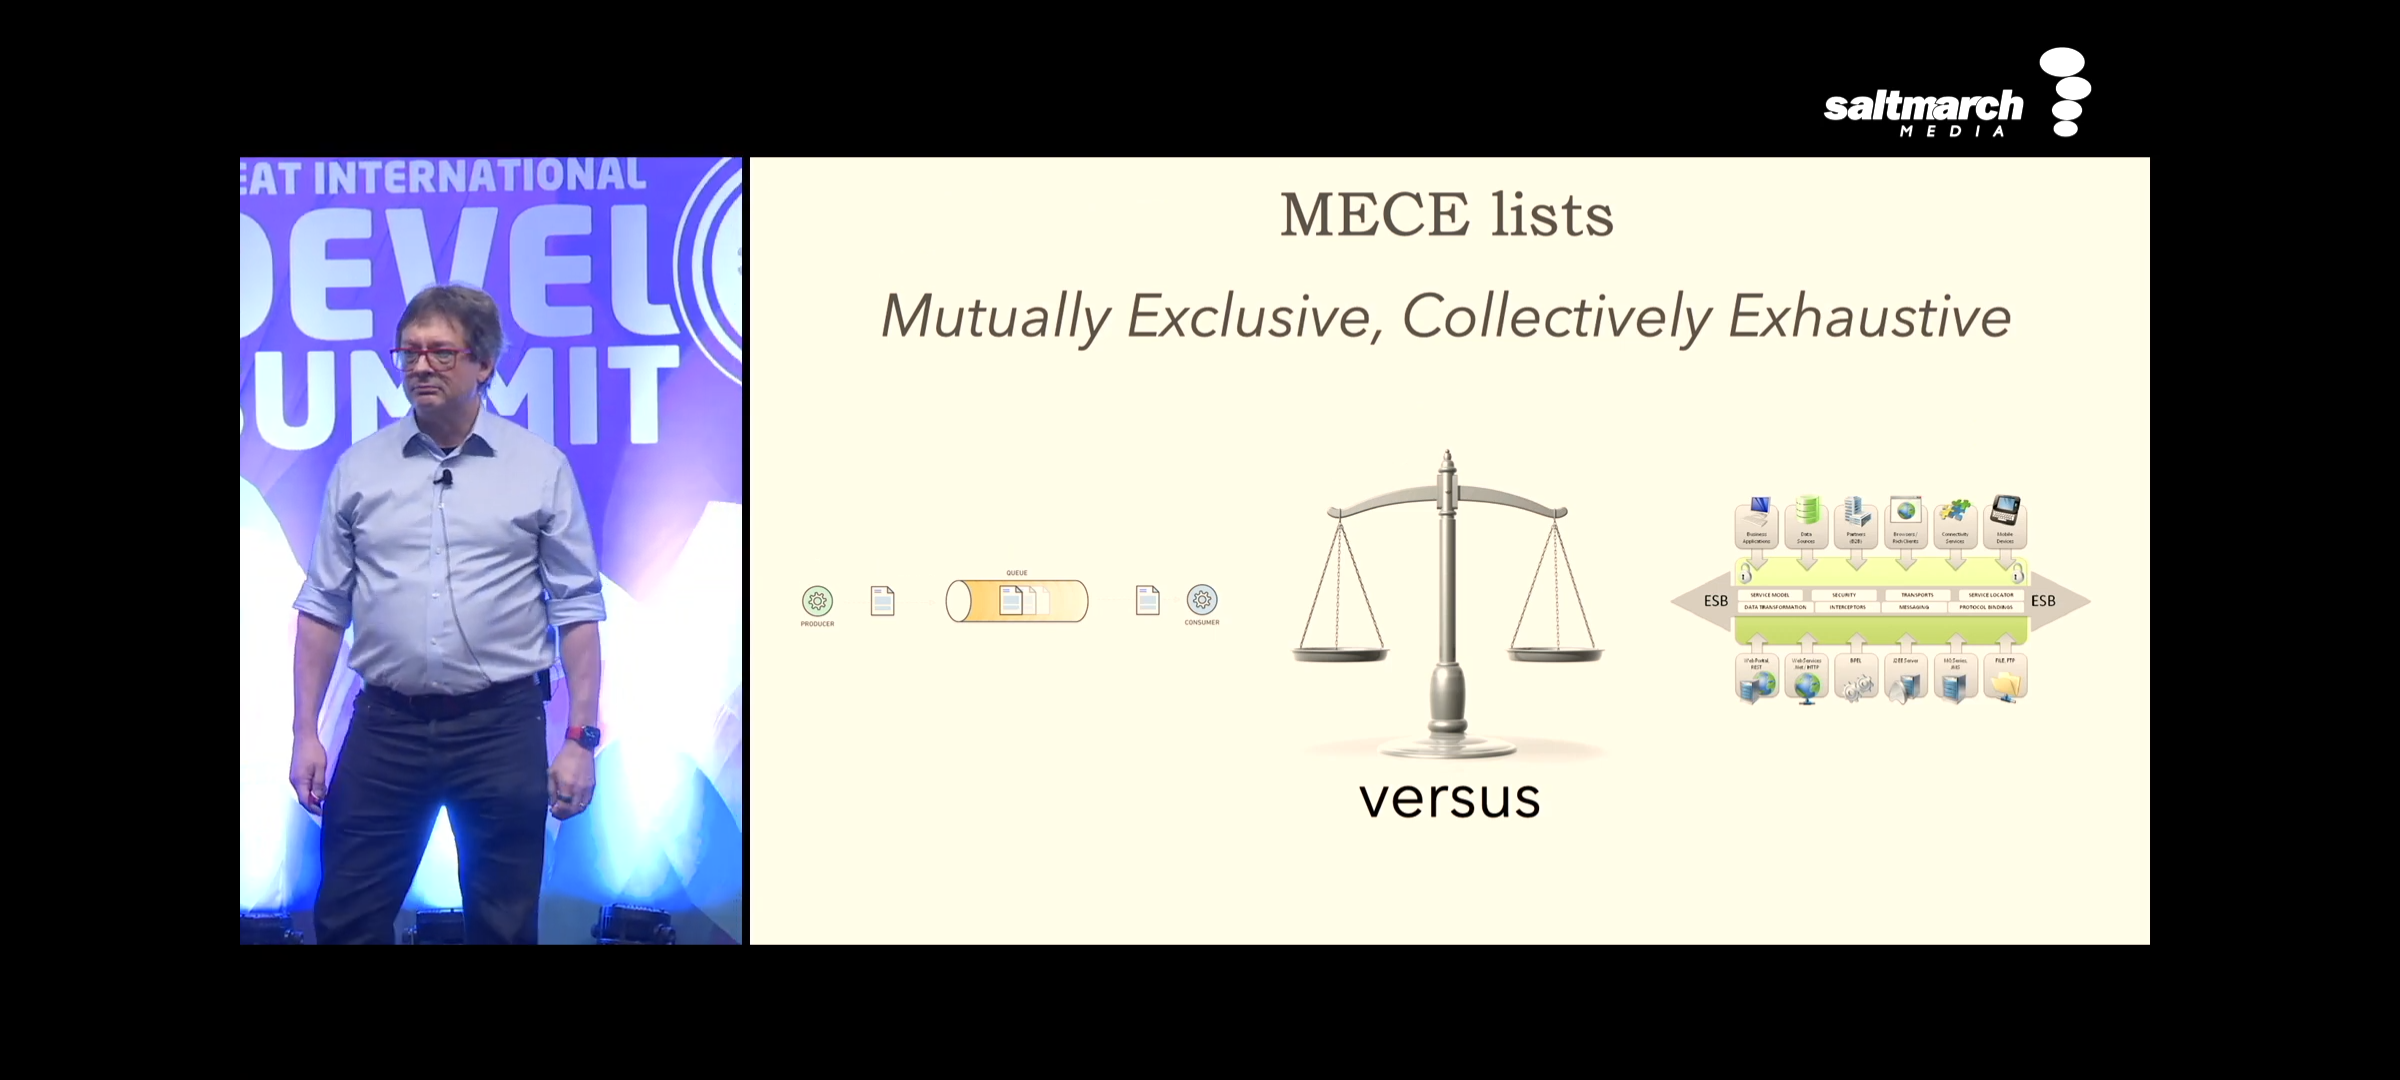 saltmarch
MEDIA
EAT INTERNATIONAL
DEVEL
SUMMIT
MECE lists
Mutually Exclusive, Collectively Exhaustive
QUEUE
PRODUCER
CONSUMER
versus
Business Applications
Data Sources
Partners (B2B)
Browsers / Rich Clients
Connectivity Services
Mobile Devices
ESB
SERVICE MODEL
SECURITY
TRANSPORTS
SERVICE LOCATOR
DATA TRANSFORMATION
INTERCEPTORS
MESSAGING
PROTOCOL BINDINGS
ESB
Web Portal, REST
Web Services .Net / HTTP
BPEL
J2EE Server
MQ Series, JMS
FILE, FTP